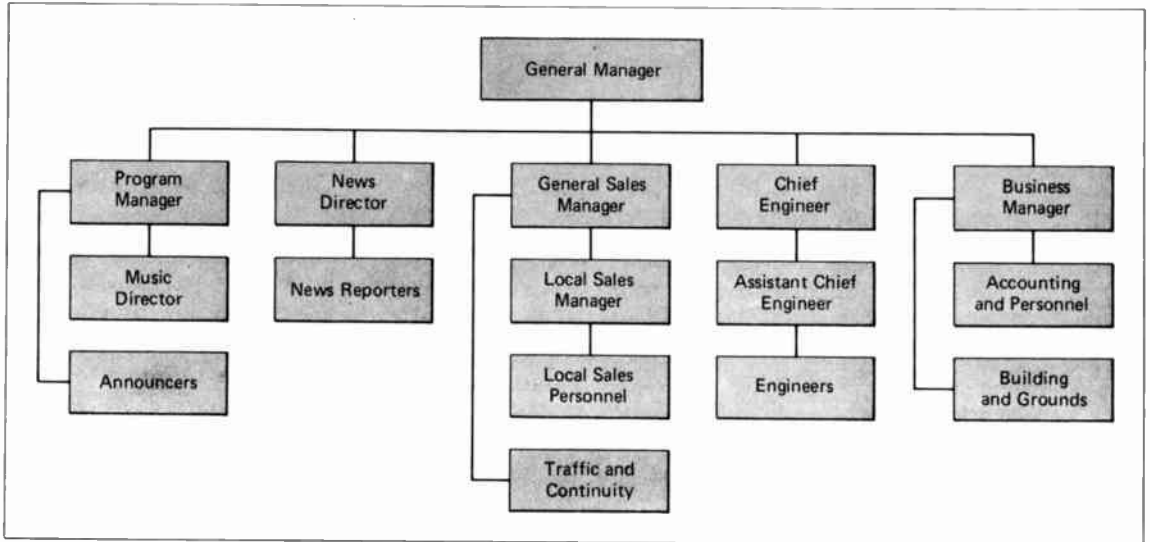 General Manager
Program
Manager
News
Director
General Sales
Manager
Chief
Engineer
Business
Manager
Music
Director
News Reporters
Local Sales
Manager
Assistant Chief
Engineer
Accounting
and Personnel
Announcers
Local Sales
Personnel
Engineers
Building
and Grounds
Traffic and
Continuity